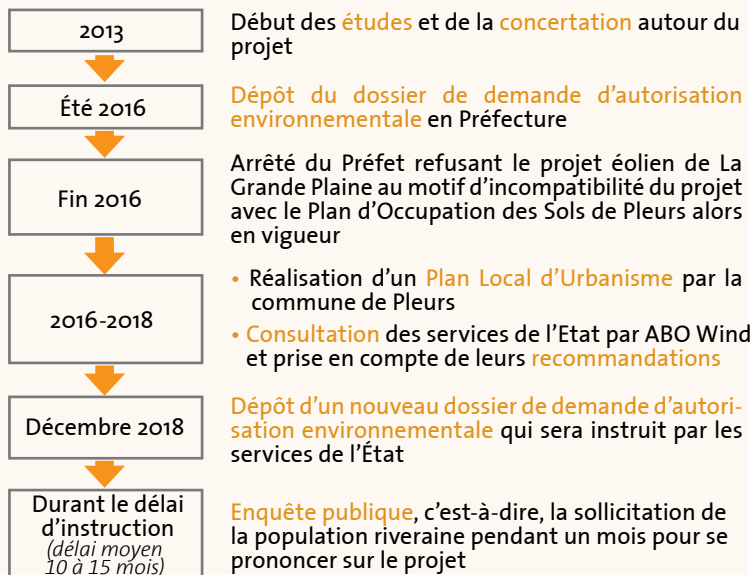 2013
Début des études et de la concertation autour du
projet
Été 2016
Dépôt du dossier de demande d'autorisation
environnementale en Préfecture
Fin 2016
Arrêté du Préfet refusant le projet éolien de La
Grande Plaine au motif d'incompatibilité du projet
avec le Plan d'Occupation des Sols de Pleurs alors
en vigueur
2016-2018
• Réalisation d'un Plan Local d'Urbanisme par la
commune de Pleurs
• Consultation des services de l'Etat par ABO Wind
et prise en compte de leurs recommandations
Décembre 2018
Dépôt d'un nouveau dossier de demande d'autori-
sation environnementale qui sera instruit par les
services de l'État
Durant le délai
d'instruction
(délai moyen
10 à 15 mois)
Enquête publique, c'est-à-dire, la sollicitation de
la population riveraine pendant un mois pour se
prononcer sur le projet